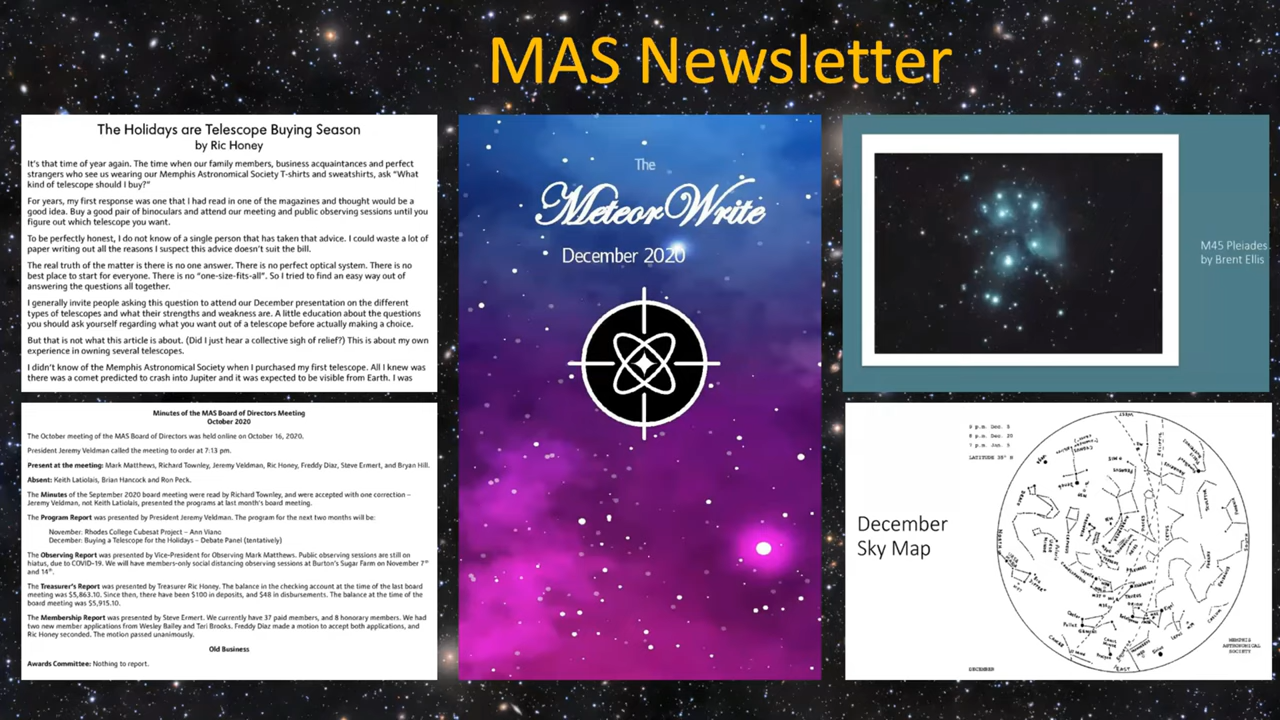 MAS Newsletter
The Holidays are Telescope Buying Season
by Ric Honey
It's that time of year again. The time when our family members, business acquaintances and perfect
strangers who see us wearing our Memphis Astronomical Society T-shirts and sweatshirts, ask "What
kind of telescope should I buy?"
For years, my first response was one that I had read in one of the magazines and thought would be a
good idea. Buy a good pair of binoculars and attend our meeting and public observing sessions until you
figure out which telescope you want.
To be perfectly honest, I do not know of a single person that has taken that advice. I could waste a lot of
paper writing out all the reasons I suspect this advice doesn't suit the bill.
The real truth of the matter is there is no one answer. There is no perfect optical system. There is no
best place to start for everyone. There is no "one-size-fits-all". So I tried to find an easy way out of
answering the questions all together.
I generally invite people asking this question to attend our December presentation on the different
types of telescopes and what their strengths and weakness are. A little education about the questions
you should ask yourself regarding what you want out of a telescope before actually making a choice.
But that is not what this article is about. (Did I just hear a collective sigh of relief?) This is about my own
experience in owning several telescopes.
I didn't know of the Memphis Astronomical Society when I purchased my first telescope. All I knew was
there was a comet predicted to crash into Jupiter and it was expected to be visible from Earth. I was
Minutes of the MAS Board of Directors Meeting
October 2020
The October meeting of the MAS Board of Directors was held online on October 16, 2020.
President Jeremy Veldman called the meeting to order at 7:13 pm.
Present at the meeting: Mark Matthews, Richard Townley, Jeremy Veldman, Ric Honey, Freddy Diaz, Steve Ermert, and Bryan Hill.
Absent: Keith Latiolais, Brian Hancock and Ron Peck.
The Minutes of the September 2020 board meeting were read by Richard Townley, and were accepted with one correction –
Jeremy Veldman, not Keith Latiolais, presented the programs at last month's board meeting.
The Program Report was presented by President Jeremy Veldman. The program for the next two months will be:
November: Rhodes College Cubesat Project – Ann Viano
December: Buying a Telescope for the Holidays – Debate Panel (tentatively)
The Observing Report was presented by Vice-President for Observing Mark Matthews. Public observing sessions are still on
hiatus, due to COVID-19. We will have members-only social distancing observing sessions at Burton's Sugar Farm on November 7th
and 14th.
The Treasurer's Report was presented by Treasurer Ric Honey. The balance in the checking account at the time of the last board
meeting was $5,863.10. Since then, there have been $100 in deposits, and $48 in disbursements. The balance at the time of the
board meeting was $5,915.10.
The Membership Report was presented by Steve Ermert. We currently have 37 paid members, and 8 honorary members. We had
two new member applications from Wesley Bailey and Teri Brooks. Freddy Diaz made a motion to accept both applications, and
Ric Honey seconded. The motion passed unanimously.
Old Business
Awards Committee: Nothing to report.
The
Meteor Write
December 2020
M45 Pleiades
by Brent Ellis
December
Sky Map
9 p.m. Dec. 5
8 p.m. Dec. 20
7 p.m. Jan. 5
LATITUDE 35° N
WEST
EAST
DECEMBER
MEMPHIS
ASTRONOMICAL
SOCIETY